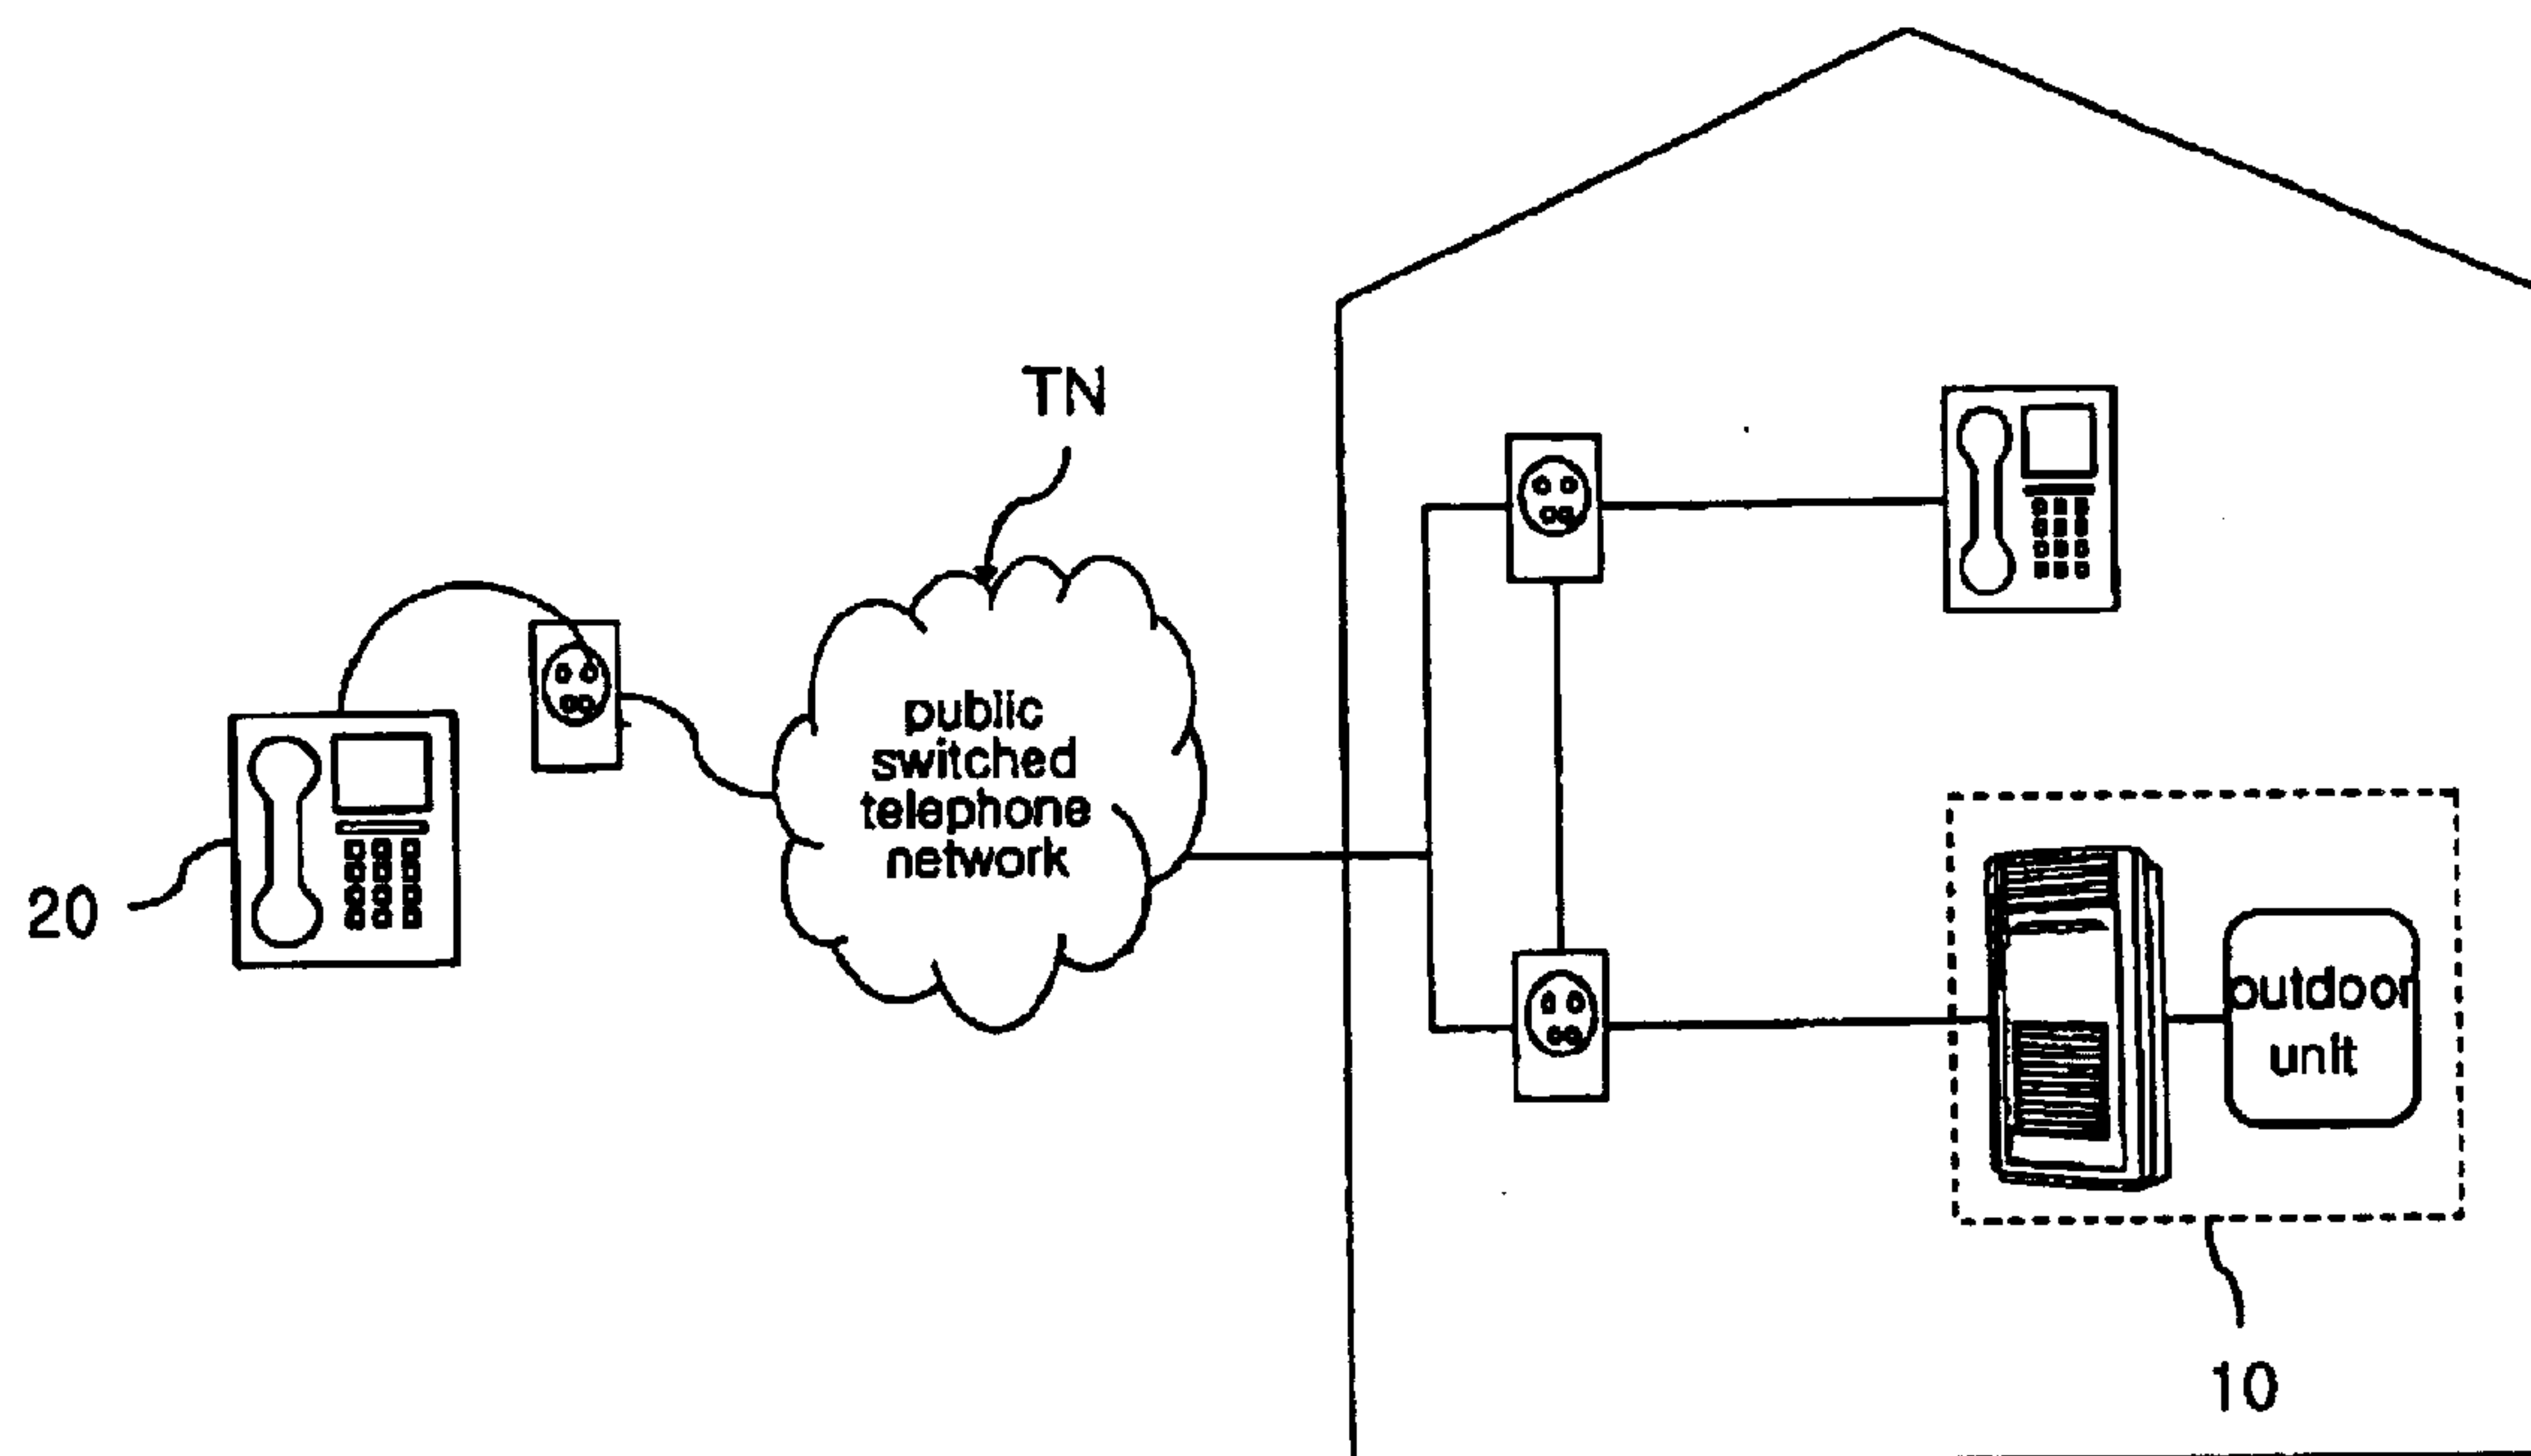 TN
public
switched
telephone
network
20
outdoor
unit
10